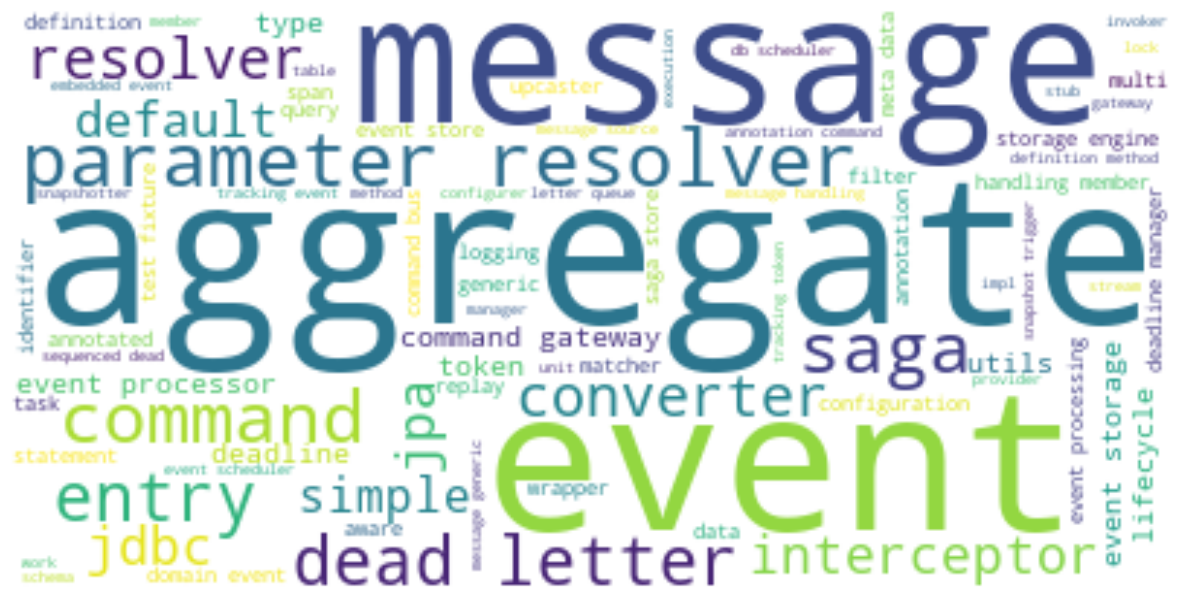 definition
member
type
message
invoker
resolver
table
db scheduler
execution
meta data
lock
embedded event
span
upcaster
multi
stub
default
query
gateway
event store
message source
annotation command
storage engine
parameter resolver
definition method
filter
handling member
snapshotter
tracking event
method
configurer
letter queue
message handling
aggregate
test fixture
command bus
saga store
annotation
snapshot trigger
deadline manager
identifier
logging
generic
tracking token
impl
stream
manager
annotated
sequenced dead
command gateway
saga
utils
token
unit
matcher
provider
event processor
replay
converter
task
command
jpa
configuration
event processing
event storage
lifecycle
event
statement
deadline
event scheduler
entry
simple
message generic
wrapper
aware
data
jdbc
dead letter
interceptor
work
schema
domain event